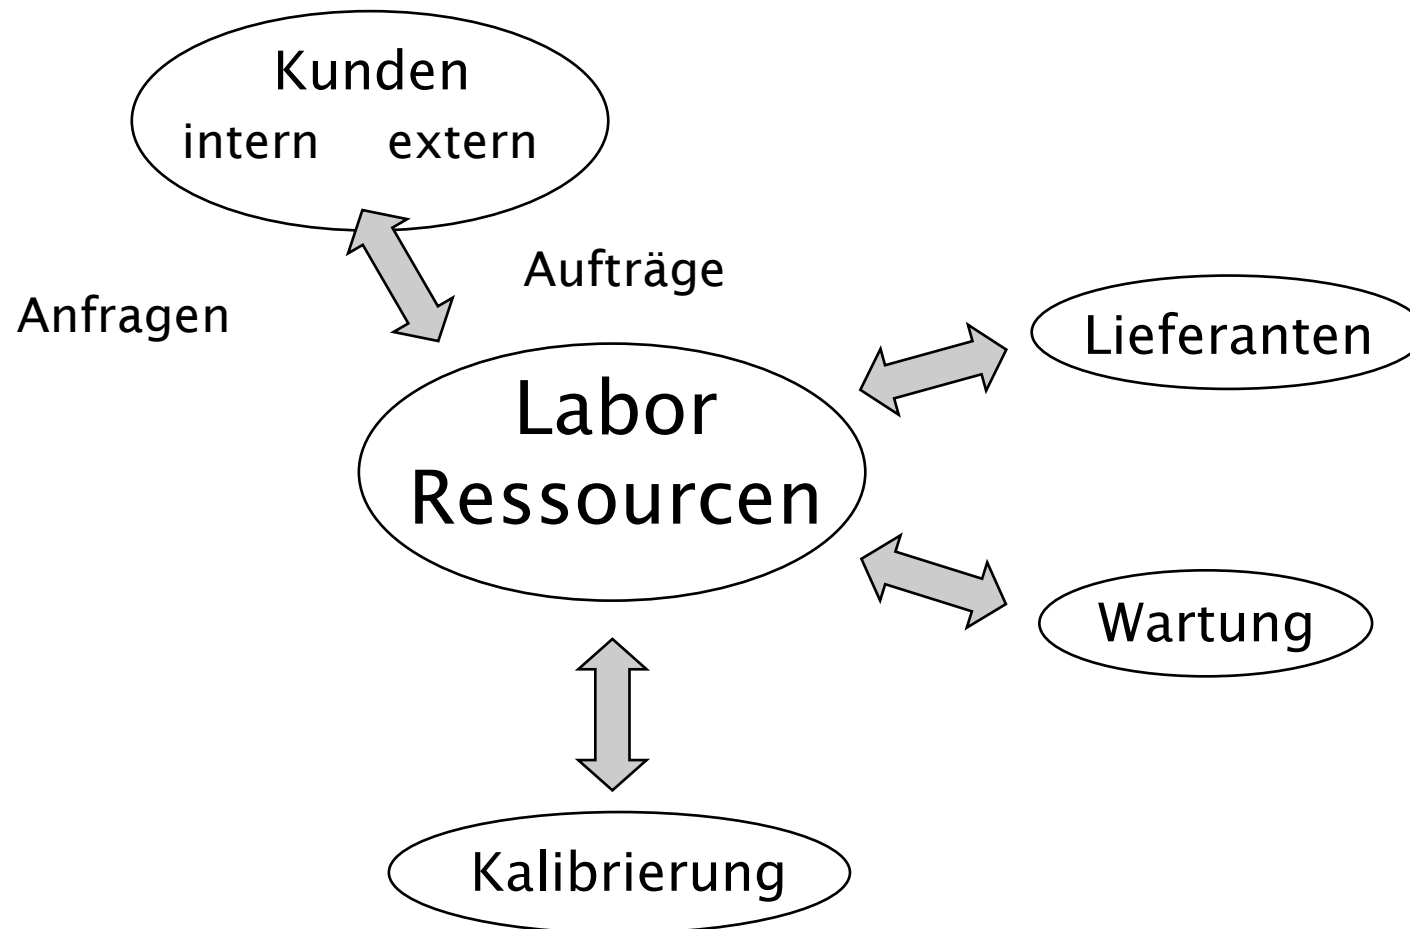 Kunden
intern extern
Aufträge
Anfragen
Lieferanten
Labor
Ressourcen
Wartung
Kalibrierung